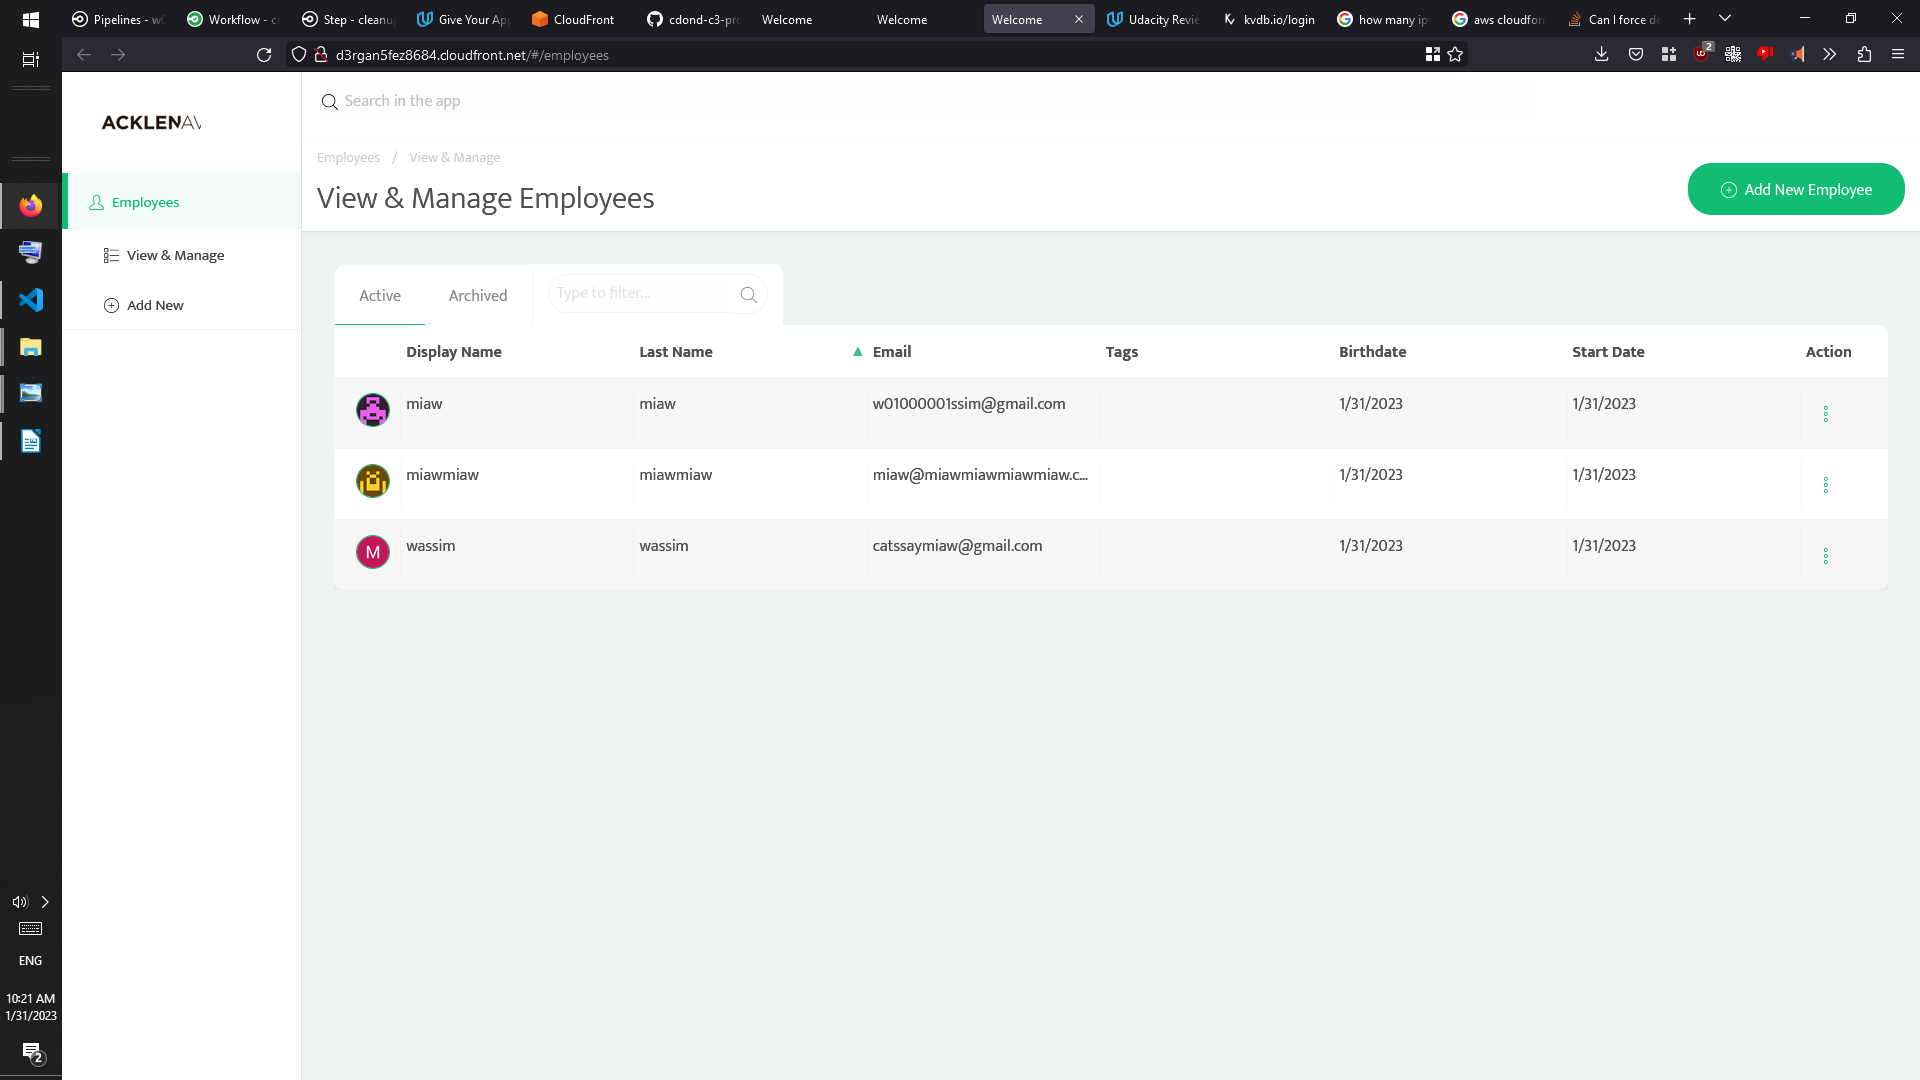 Pipelines - w
Workflow - c
Step - cleanu
Give Your Ap
CloudFront
cdond-c3-pr
Welcome
Welcome
Welcome
Udacity Revie
kvdb.io/login
how many ip
aws cloudfor
Can I force de
d3rgan5fez8684.cloudfront.net/#/employees
2
ACKLENAV
Search in the app
Employees / View & Manage
View & Manage Employees
Add New Employee
Employees
View & Manage
Add New
Active
Archived
Type to filter...
Display Name Last Name Email Tags Birthdate Start Date Action
miaw miaw w01000001ssim@gmail.com 1/31/2023 1/31/2023
miawmiaw miawmiaw miaw@miawmiawmiawmiaw.c... 1/31/2023 1/31/2023
M wassim wassim catssaymiaw@gmail.com 1/31/2023 1/31/2023
ENG
10:21 AM
1/31/2023
2